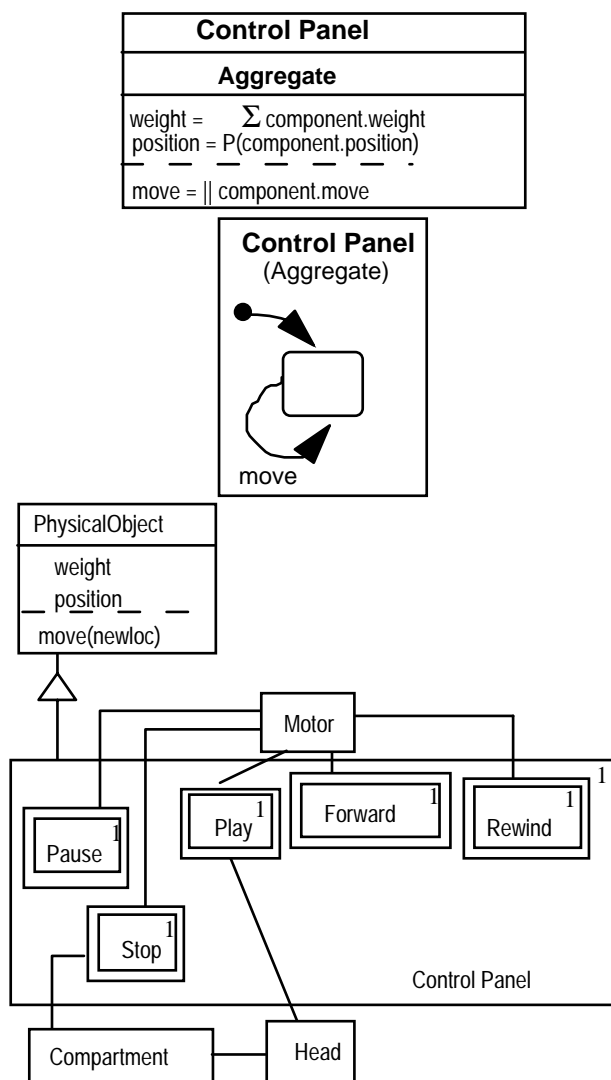 Control Panel
Aggregate
weight = Σ component.weight
position = P(component.position)
move = || component.move
Control Panel
(Aggregate)
move
PhysicalObject
weight
position
move(newloc)
Motor
1
Pause 1
Play 1
Forward 1
Rewind 1
Stop 1
Control Panel
Compartment
Head